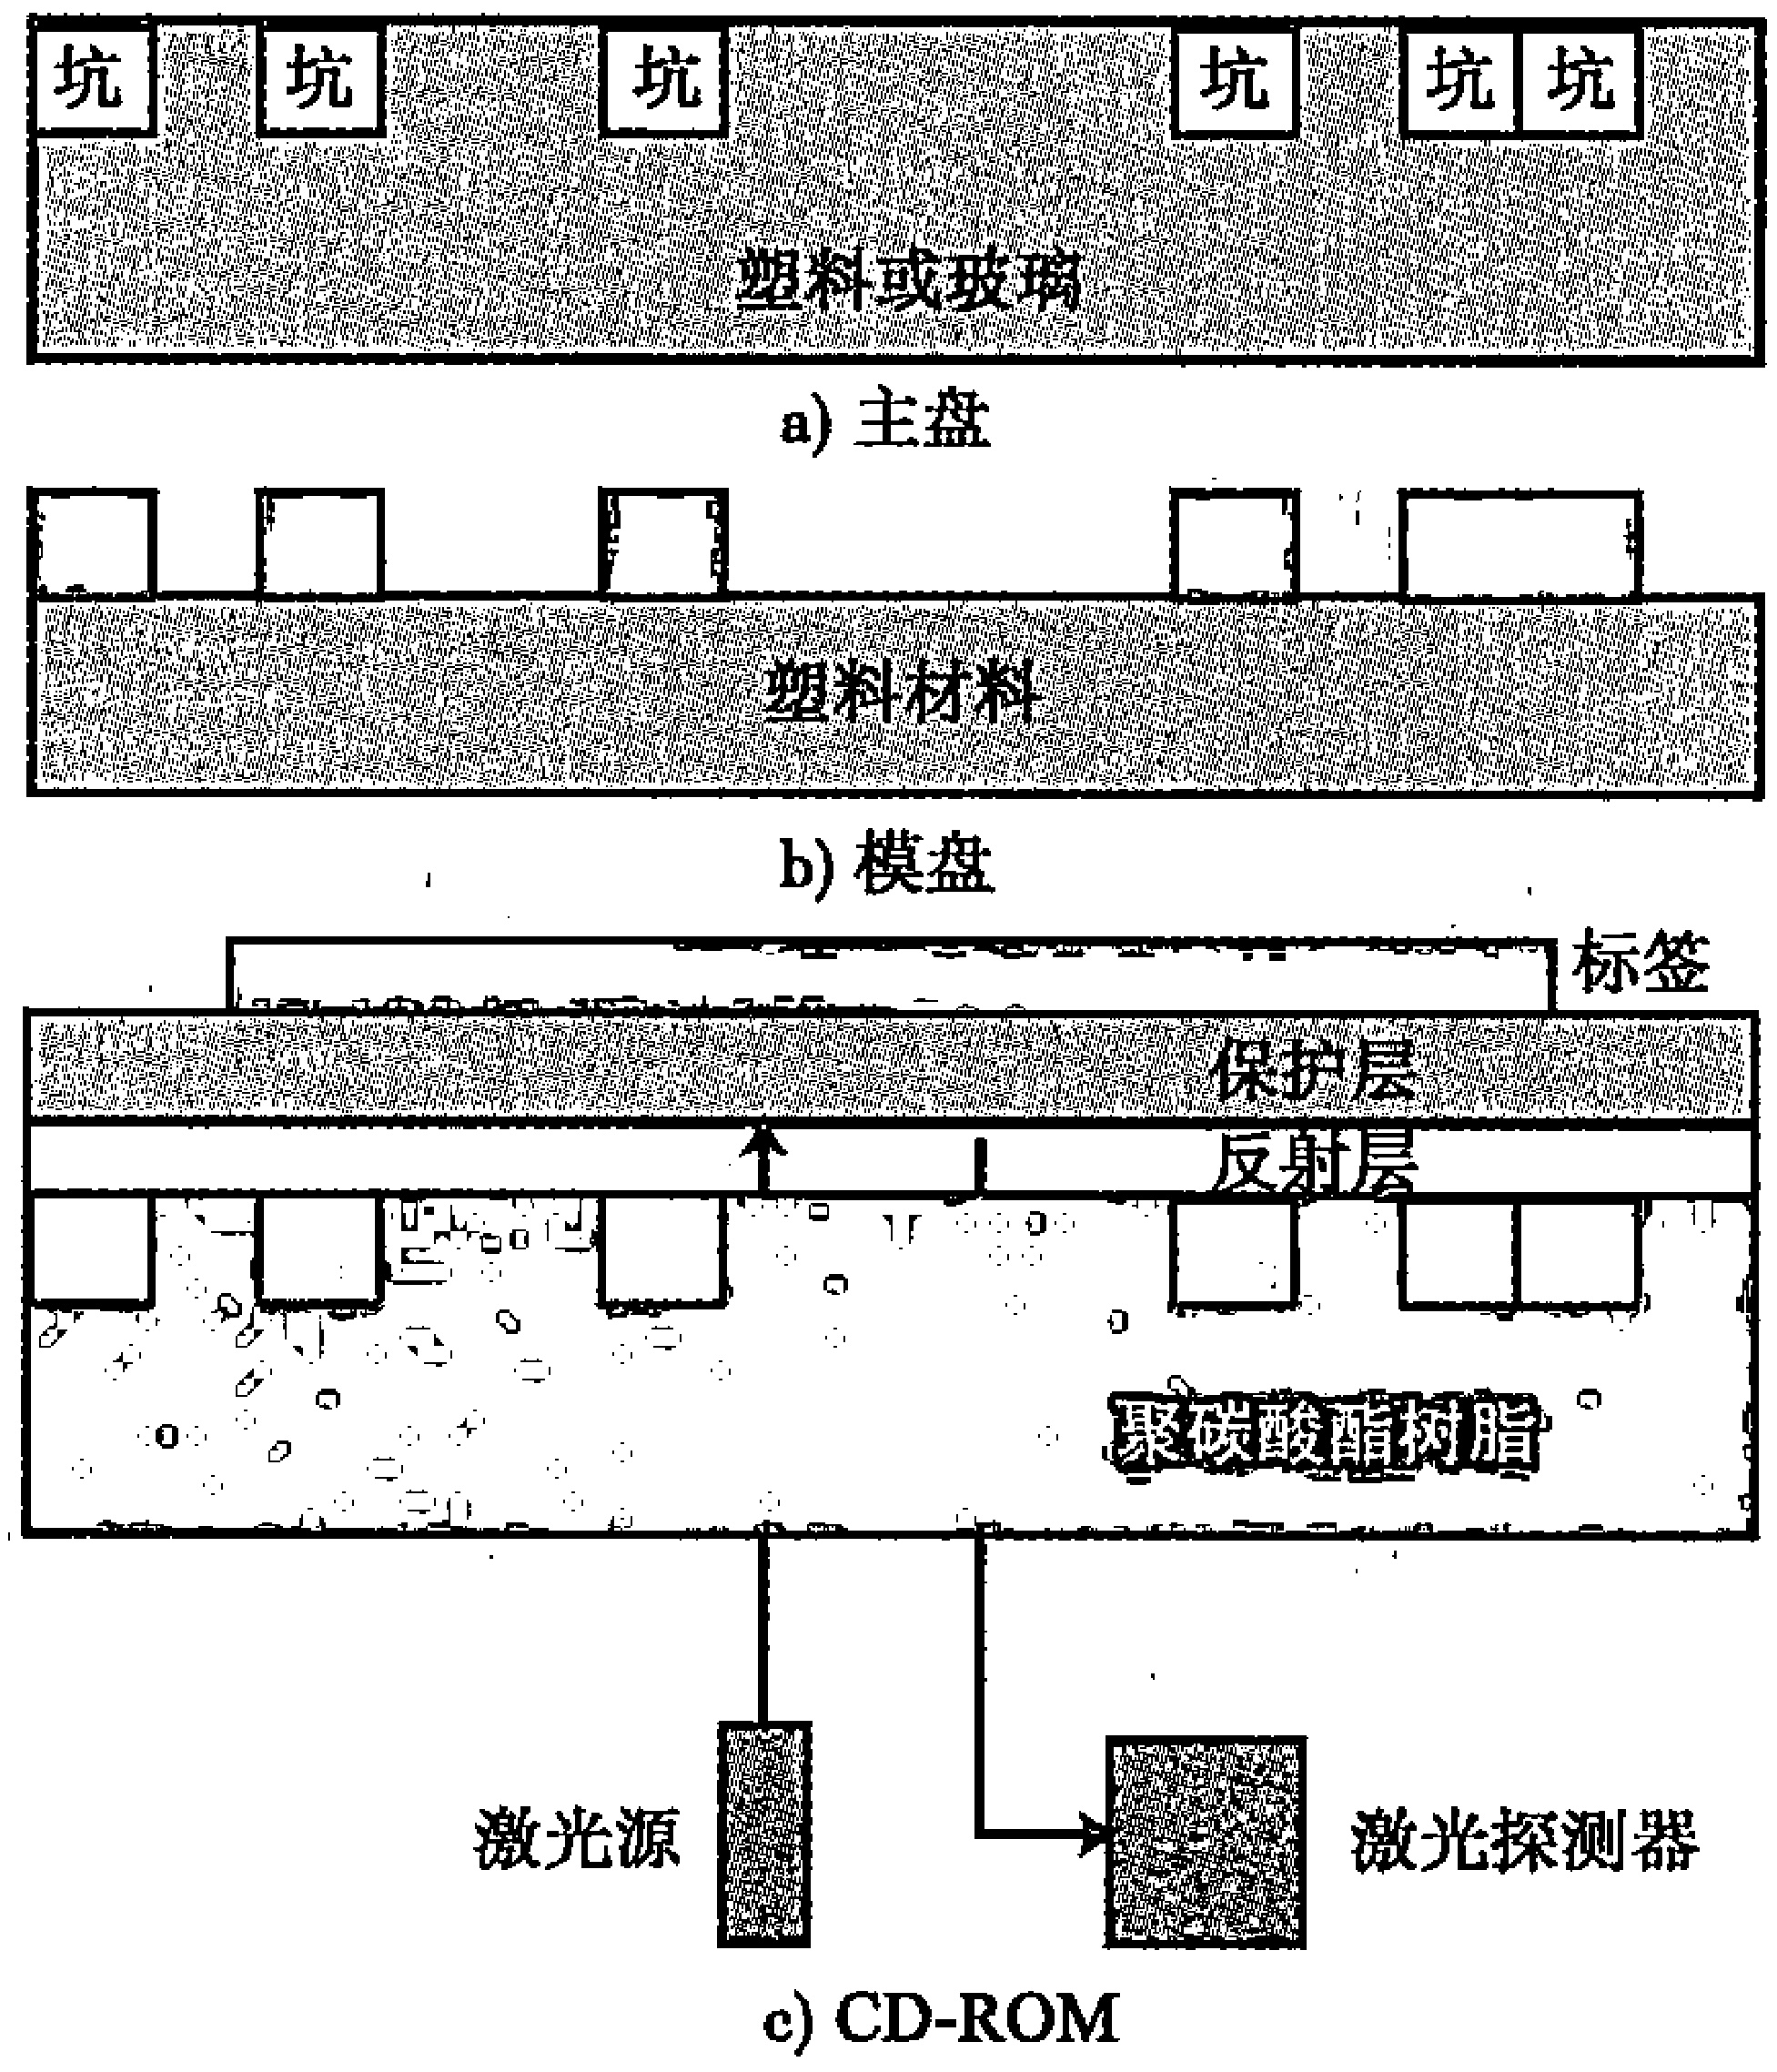 坑 坑 坑 坑 坑 坑
塑料或玻璃
a) 主盘
塑料材料
b) 模盘
标签
保护层
反射层
聚碳酸酯树脂
激光源 激光探测器
c) CD-ROM